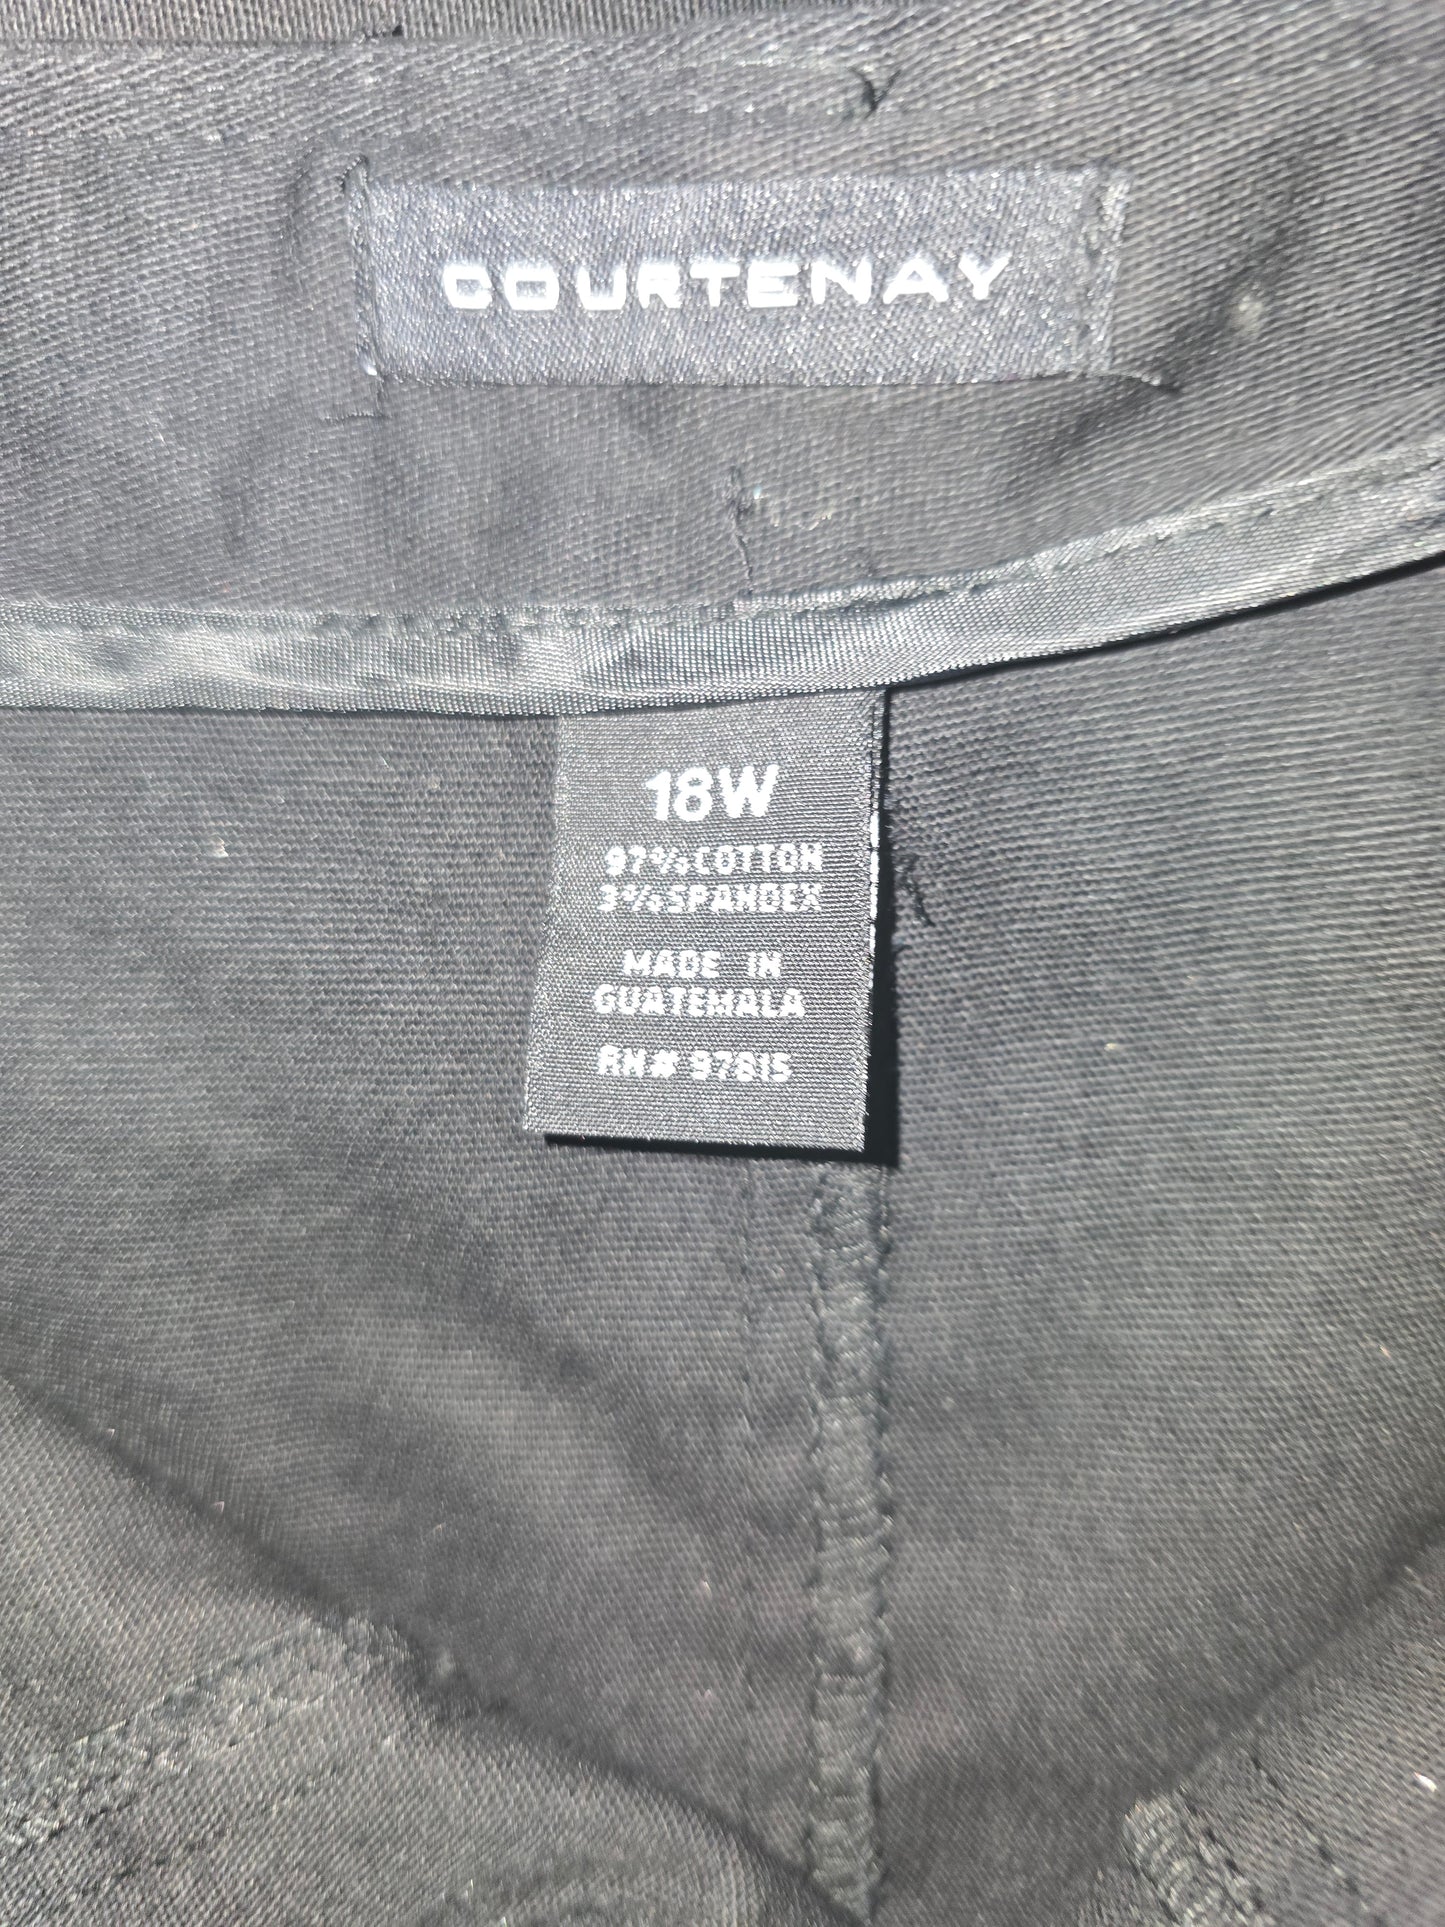 COURTENAY
18W
97% COTTON
3% SPANDEX
MADE IN
GUATEMALA
RN# 97815